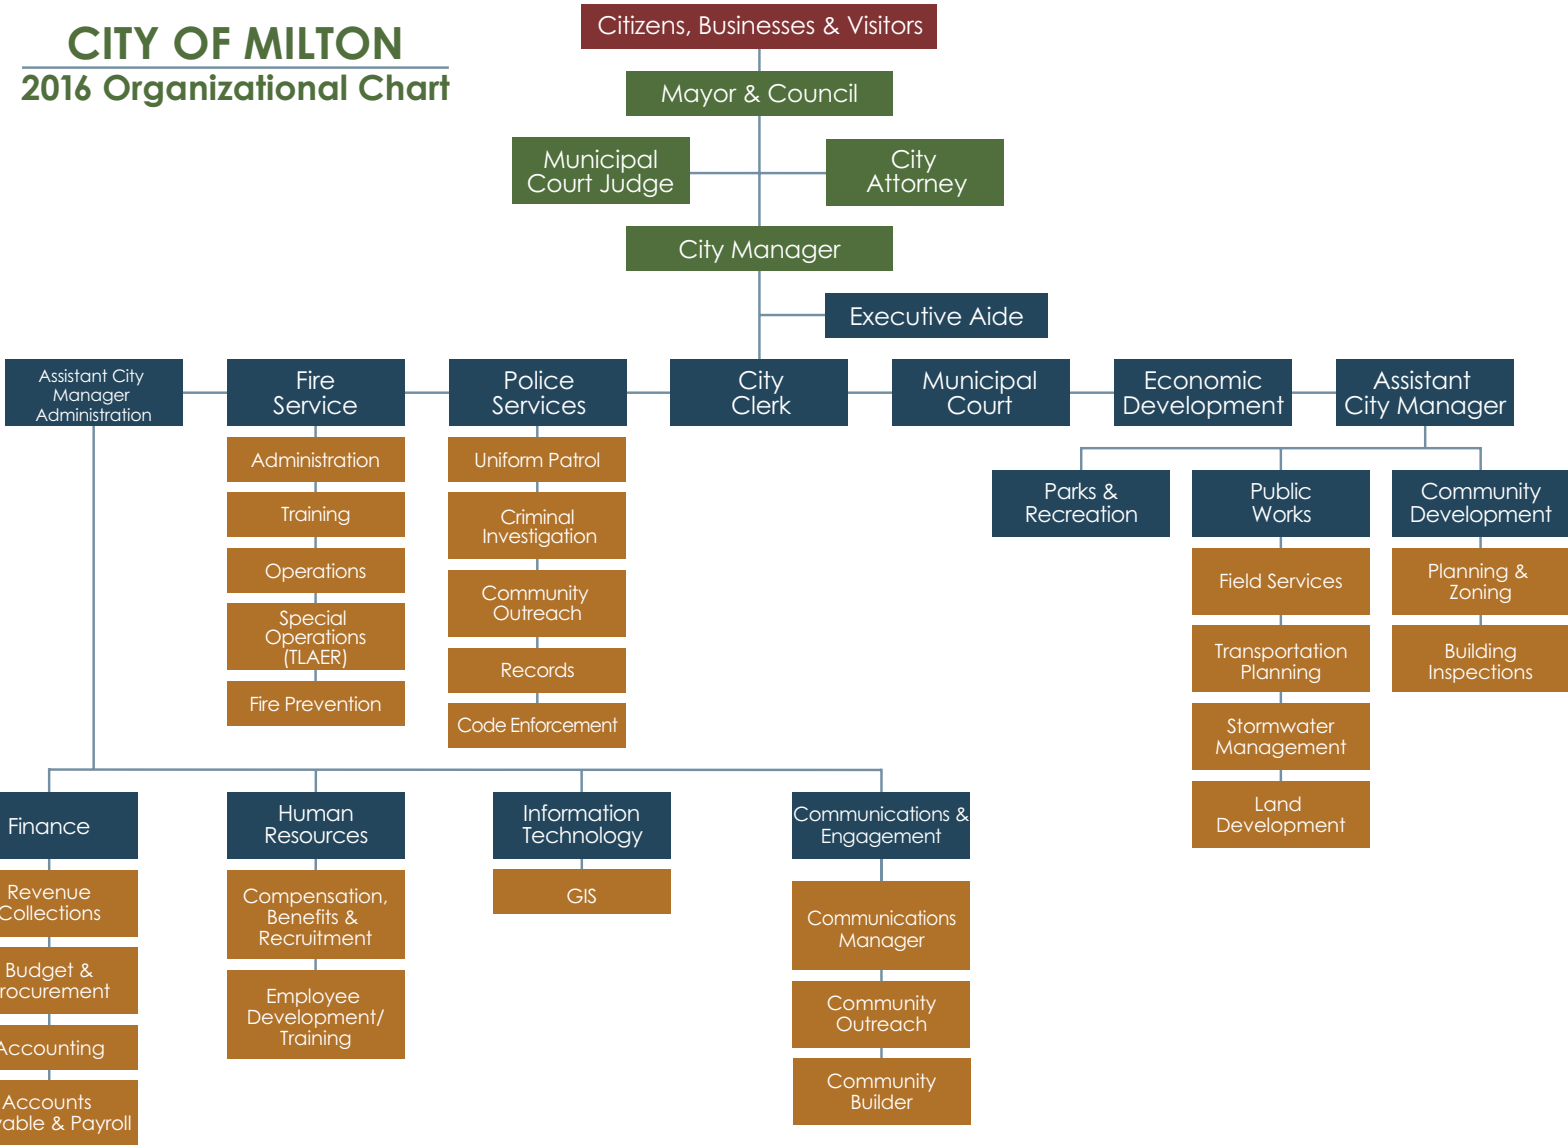 CITY OF MILTON
2016 Organizational Chart
Citizens, Businesses & Visitors
Mayor & Council
Municipal
Court Judge
City
Attorney
City Manager
Executive Aide
Assistant City
Manager
Administration
Fire
Service
Police
Services
City
Clerk
Municipal
Court
Economic
Development
Assistant
City Manager
Administration
Training
Operations
Special
Operations
(TLAER)
Fire Prevention
Uniform Patrol
Criminal
Investigation
Community
Outreach
Records
Code Enforcement
Parks &
Recreation
Public
Works
Community
Development
Field Services
Transportation
Planning
Stormwater
Management
Land
Development
Planning &
Zoning
Building
Inspections
Finance
Revenue
Collections
Budget &
rocurement
Accounting
Accounts
yable & Payroll
Human
Resources
Compensation,
Benefits &
Recruitment
Employee
Development/
Training
Information
Technology
GIS
Communications &
Engagement
Communications
Manager
Community
Outreach
Community
Builder